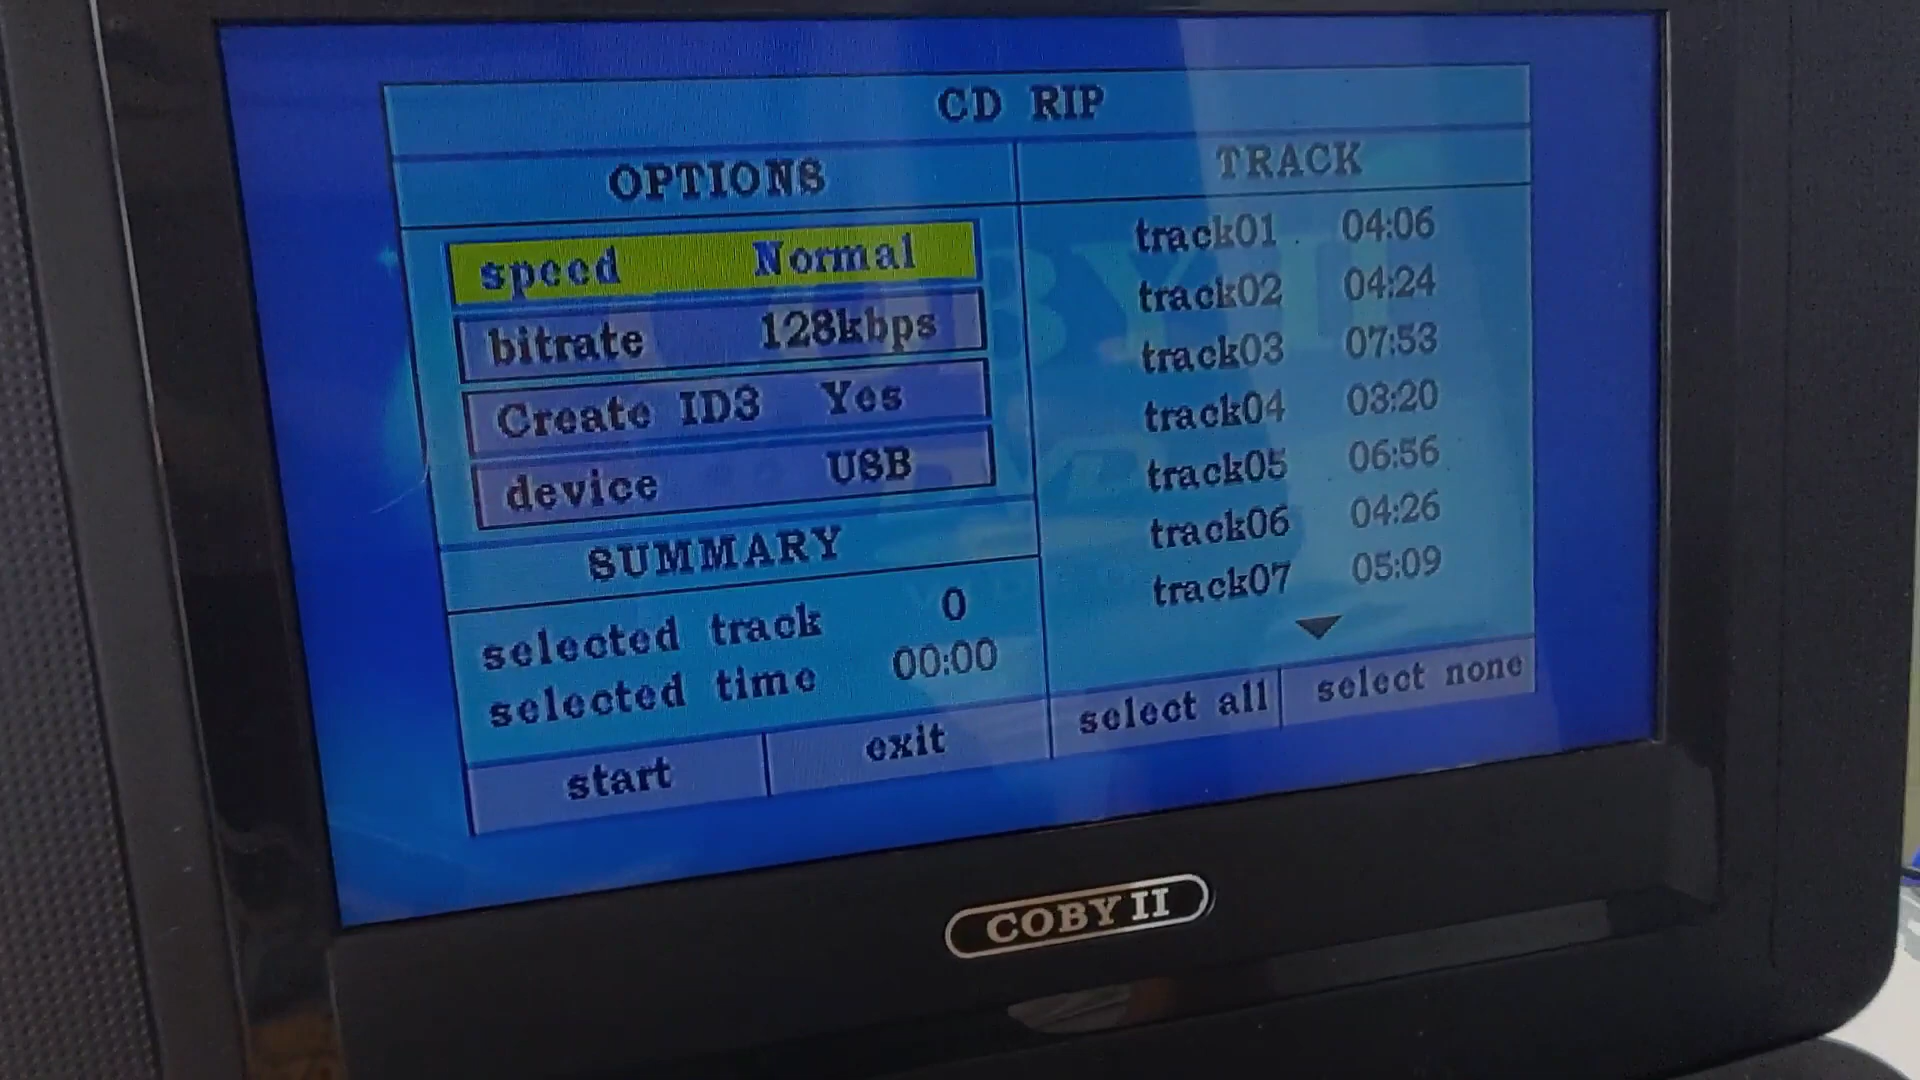 CD RIP
OPTIONS
speed Normal
bitrate 128kbps
Create ID3 Yes
device USB
SUMMARY
selected track 0
selected time 00:00
start exit
TRACK
track01 04:06
track02 04:24
track03 07:53
track04 03:20
track05 06:56
track06 04:26
track07 05:09
select all select none
COBY II